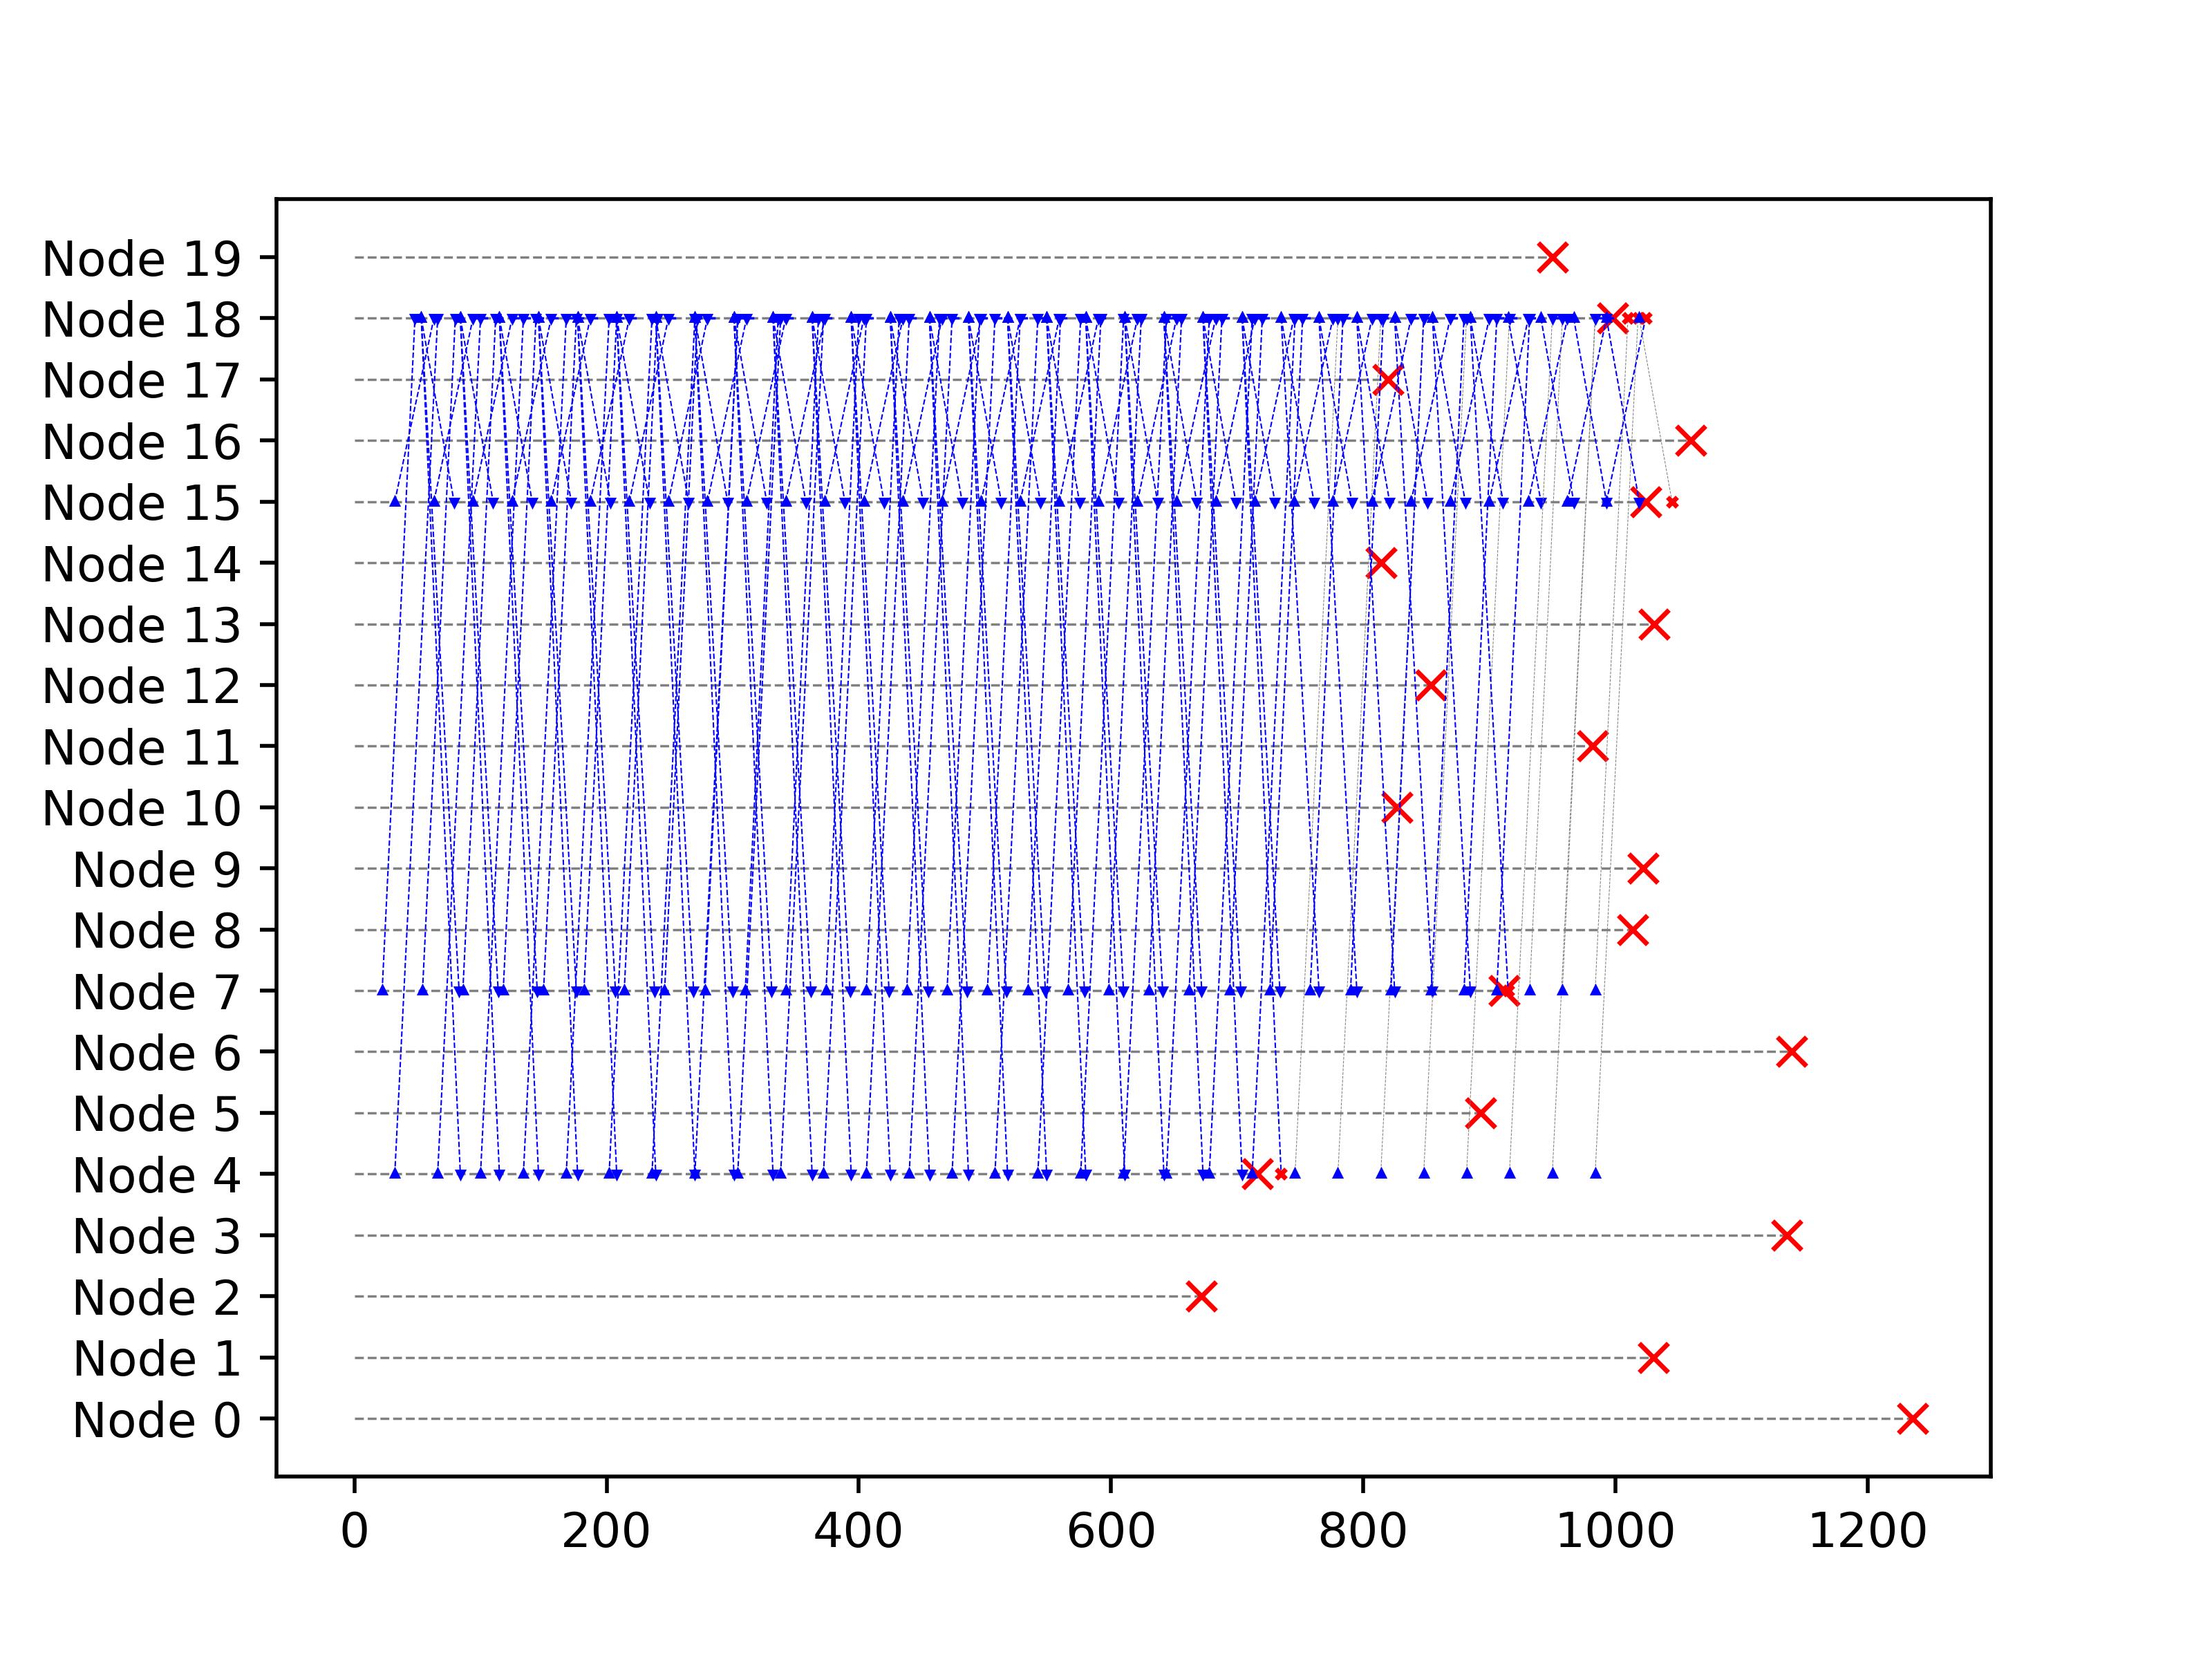 Node 19
Node 18
Node 17
Node 16
Node 15
Node 14
Node 13
Node 12
Node 11
Node 10
Node 9
Node 8
Node 7
Node 6
Node 5
Node 4
Node 3
Node 2
Node 1
Node 0
0 200 400 600 800 1000 1200